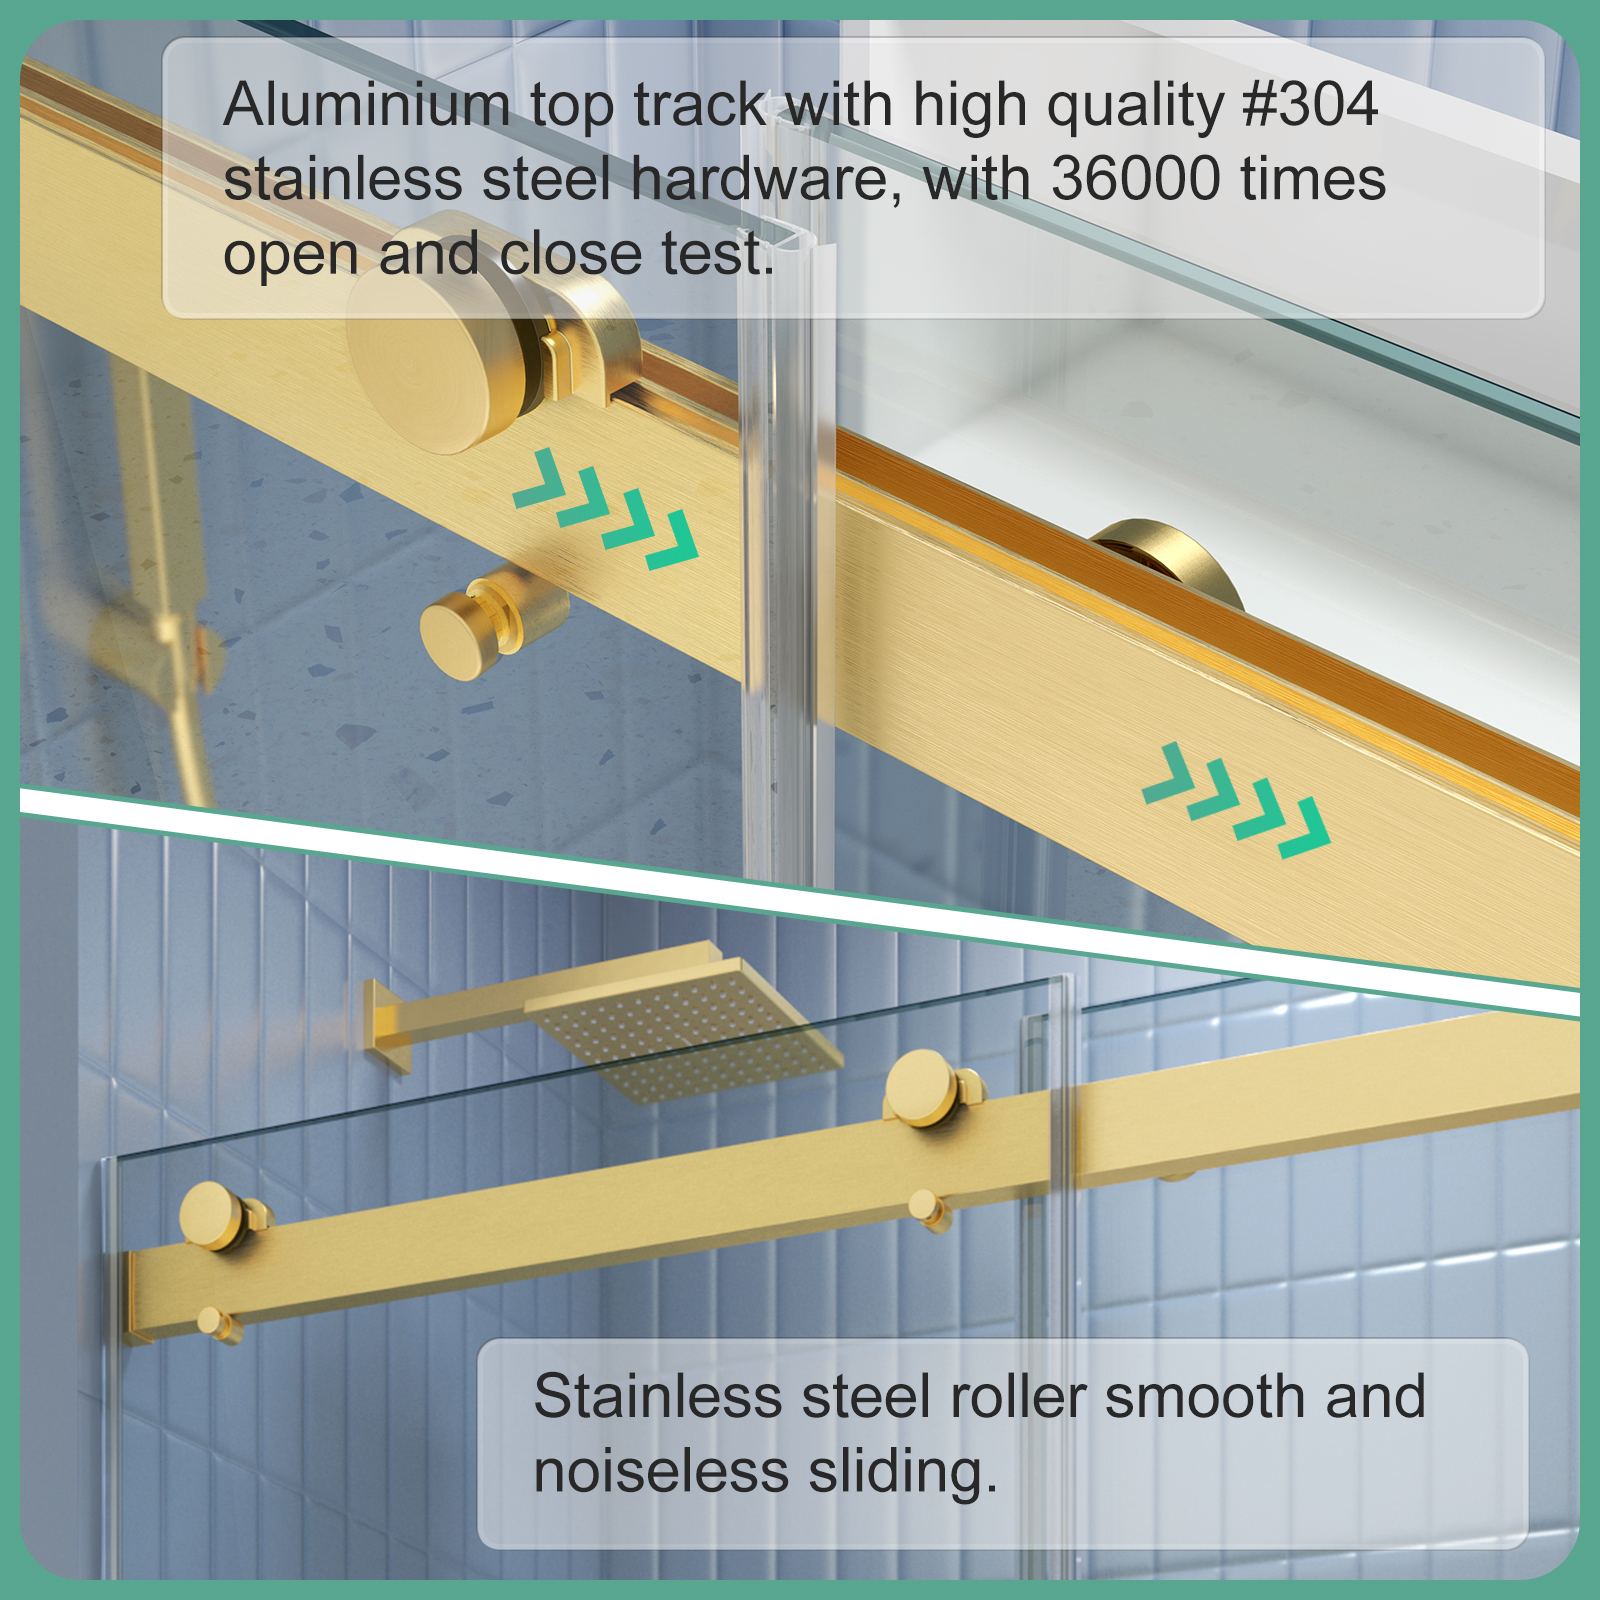 Aluminium top track with high quality #304
stainless steel hardware, with 36000 times
open and close test.
Stainless steel roller smooth and
noiseless sliding.